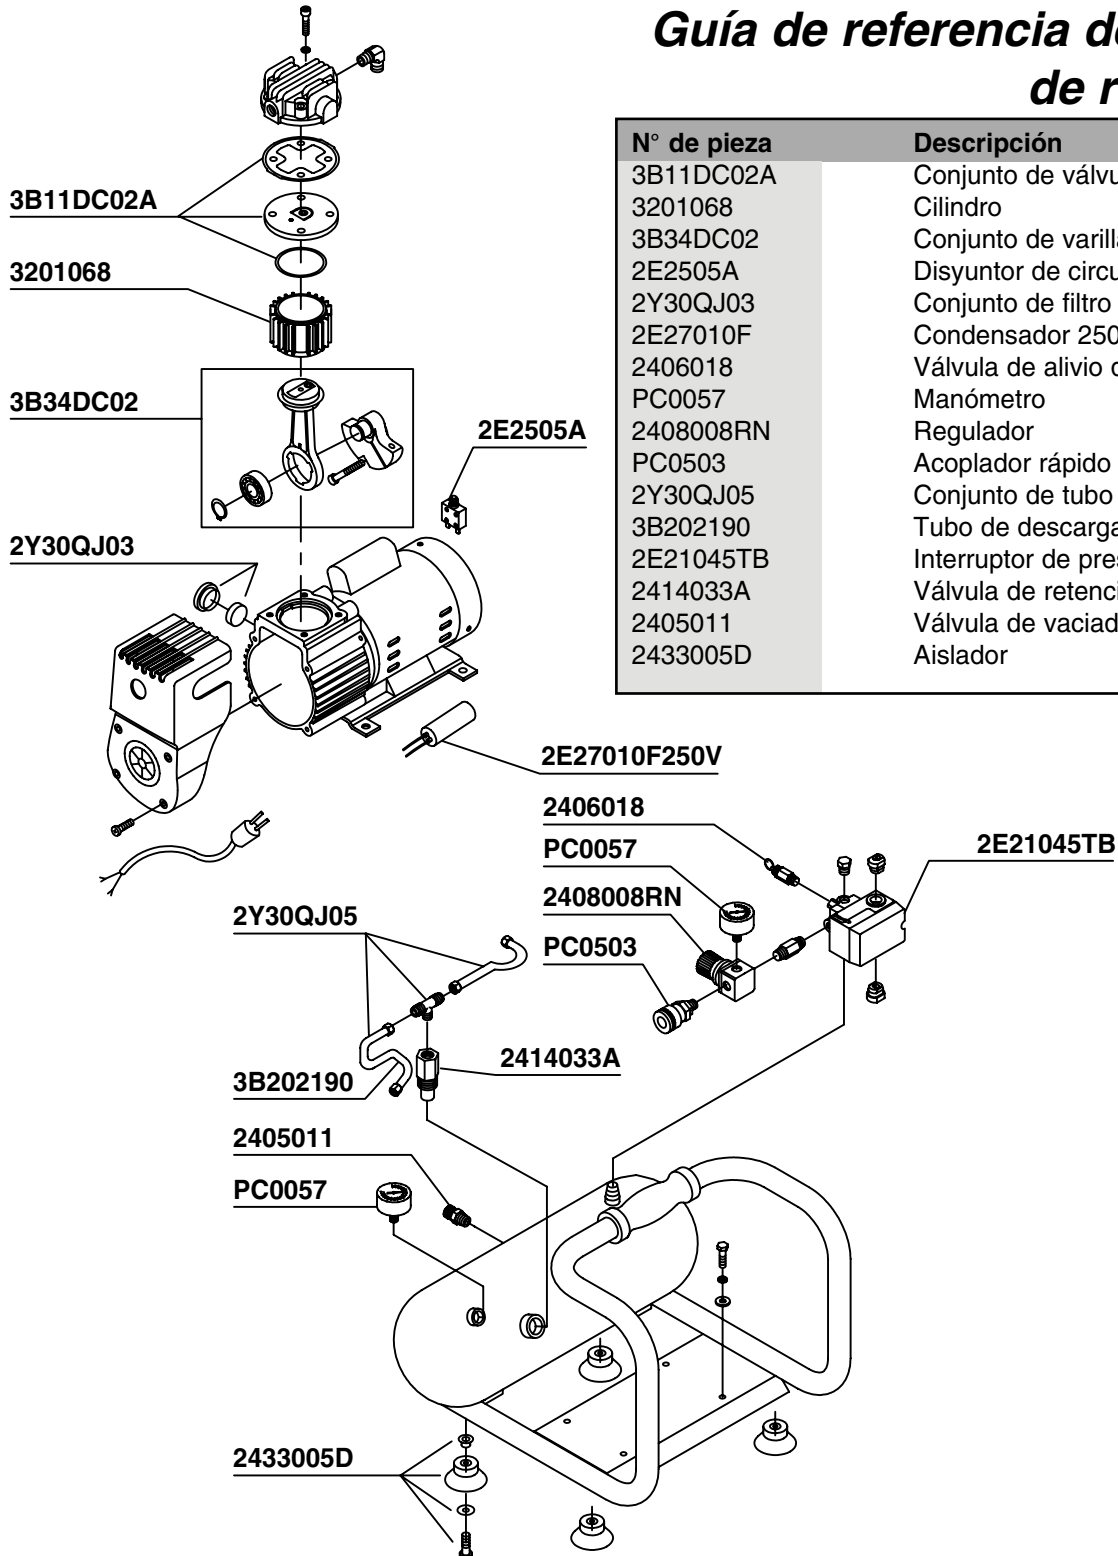 Guía de referencia d
de r
N° de pieza Descripción
3B11DC02A Conjunto de válvu
3201068 Cilindro
3B34DC02 Conjunto de varilla
2E2505A Disyuntor de circu
2Y30QJ03 Conjunto de filtro
2E27010F Condensador 250
2406018 Válvula de alivio d
PC0057 Manómetro
2408008RN Regulador
PC0503 Acoplador rápido
2Y30QJ05 Conjunto de tubo
3B202190 Tubo de descarga
2E21045TB Interruptor de pres
2414033A Válvula de retenci
2405011 Válvula de vaciad
2433005D Aislador
3B11DC02A
3201068
3B34DC02
2E2505A
2Y30QJ03
2E27010F250V
2406018
PC0057
2E21045TB
2408008RN
2Y30QJ05
PC0503
2414033A
3B202190
2405011
PC0057
2433005D